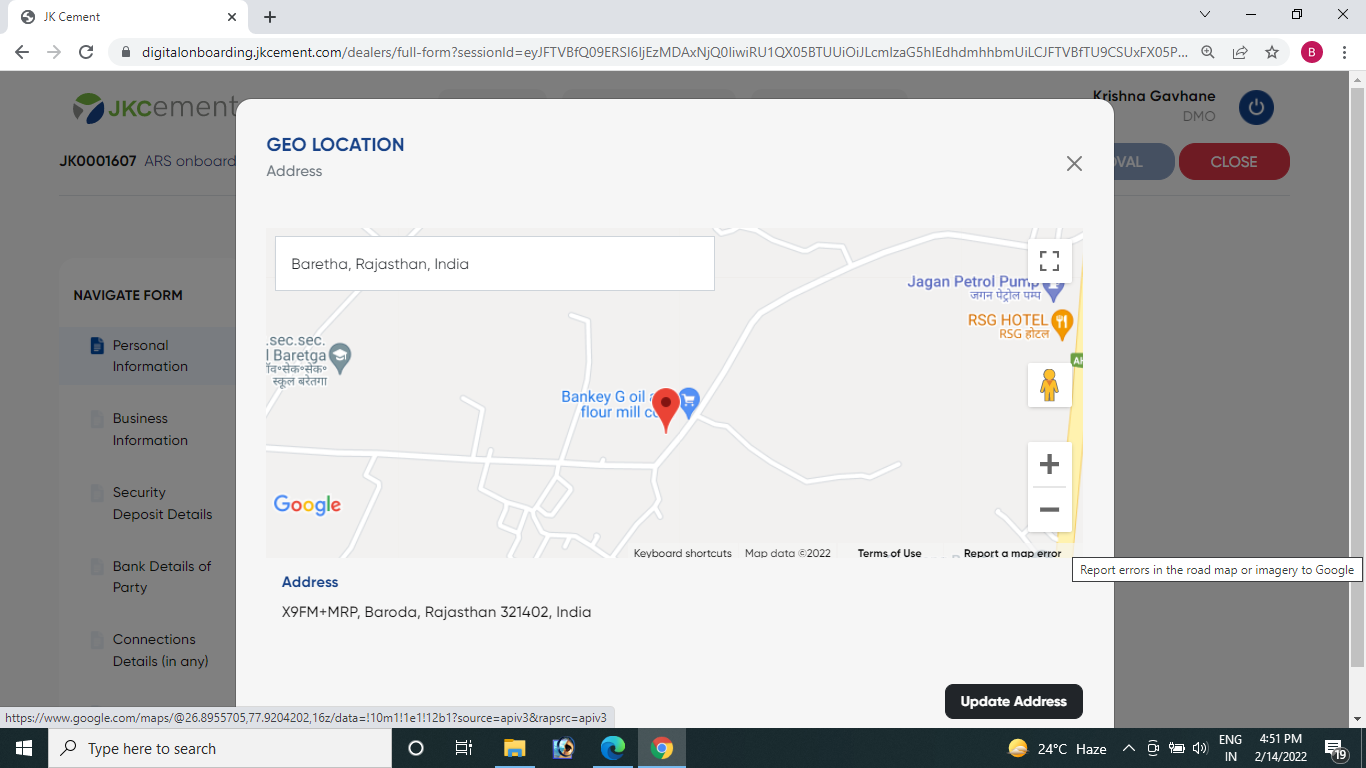 JK Cement
digitalonboarding.jkcement.com/dealers/full-form?sessionId=eyJFTVBfQ09ERSI6IjEzMDAxNjQ0IiwiRU1QX05BTUUiOiJLcmlzaG5hIEdhdmhhbmUiLCJFTVBfTU9CSUxFX05P...
B
JKCement
Krishna Gavhane
DMO
JK0001607 ARS onboard
OVAL
CLOSE
GEO LOCATION
Address
NAVIGATE FORM
Personal
Information
Business
Information
Security
Deposit Details
Bank Details of
Party
Connections
Details (in any)
Baretha, Rajasthan, India
Jagan Petrol Pump
जगन पेट्रोल पम्प
RSG HOTEL
RSG होटल
.sec.sec.
l Baretga
स्कूल बरेतगा
AH
Bankey G oil
flour mill co
Google
Keyboard shortcuts
Map data ©2022
Terms of Use
Report a map error
Report errors in the road map or imagery to Google
Address
X9FM+MRP, Baroda, Rajasthan 321402, India
Update Address
https://www.google.com/maps/@26.8955705,77.9204202,16z/data=!10m1!1e1!12b1?source=apiv3&rapsrc=apiv3
Type here to search
24°C Haze
ENG
IN
4:51 PM
2/14/2022
19